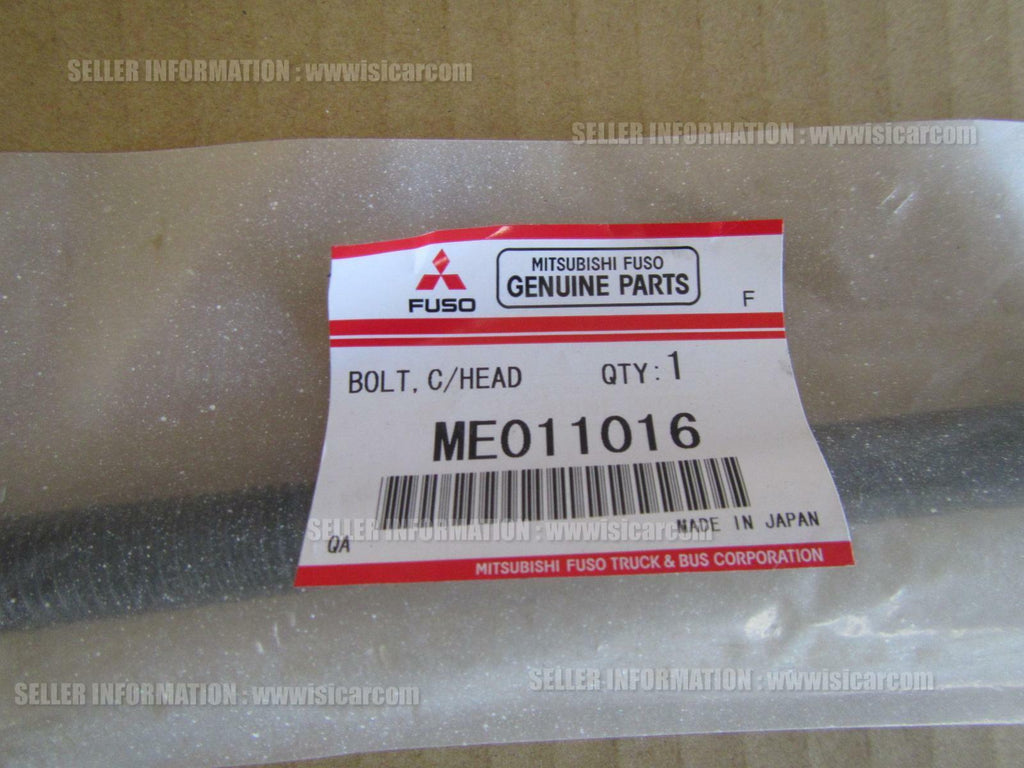 SELLER INFORMATION : wwwisicarcom
SELLER INFORMATION : wwwisicarcom
FUSO
MITSUBISHI FUSO
GENUINE PARTS
F
BOLT, C/HEAD QTY: 1
ME011016
SELLER INFORMATION : wwwisicarcom
MADE IN JAPAN
QA
MITSUBISHI FUSO TRUCK & BUS CORPORATION
SELLER INFORMATION : wwwisicarcom
SELLER INFORMATION : wwwisicarcom